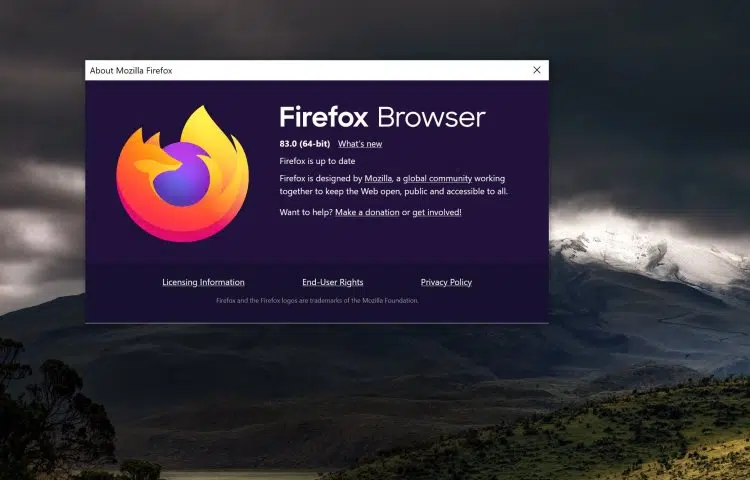 About Mozilla Firefox
Firefox Browser
83.0 (64-bit) What's new
Firefox is up to date
Firefox is designed by Mozilla, a global community working
together to keep the Web open, public and accessible to all.
Want to help? Make a donation or get involved!
Licensing Information End-User Rights Privacy Policy
Firefox and the Firefox logos are trademarks of the Mozilla Foundation.